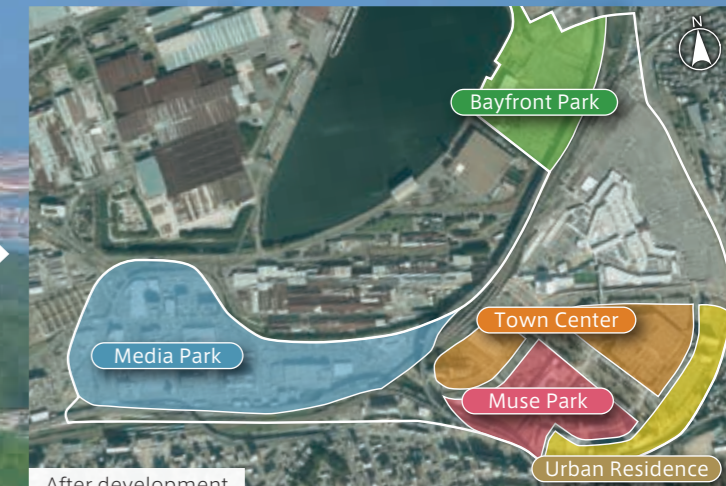 N
Bayfront Park
Town Center
Media Park
Muse Park
Urban Residence
After development